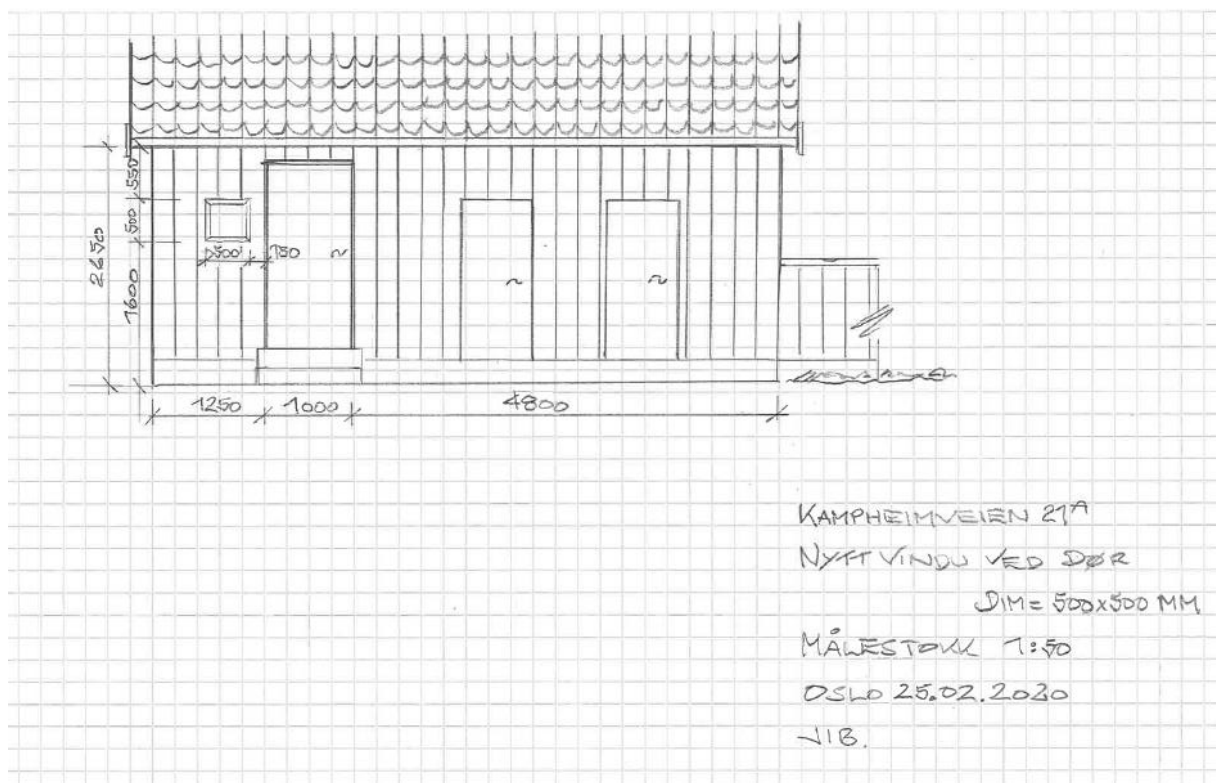 550
500
2650
1600
500 150
1250 1000 4800
KAMPHEIMVEIEN 21A
NYTT VINDU VED DØR
DIM= 500x500 MM
MÅLESTOKK 1:50
OSLO 25.02.2020
JIB.